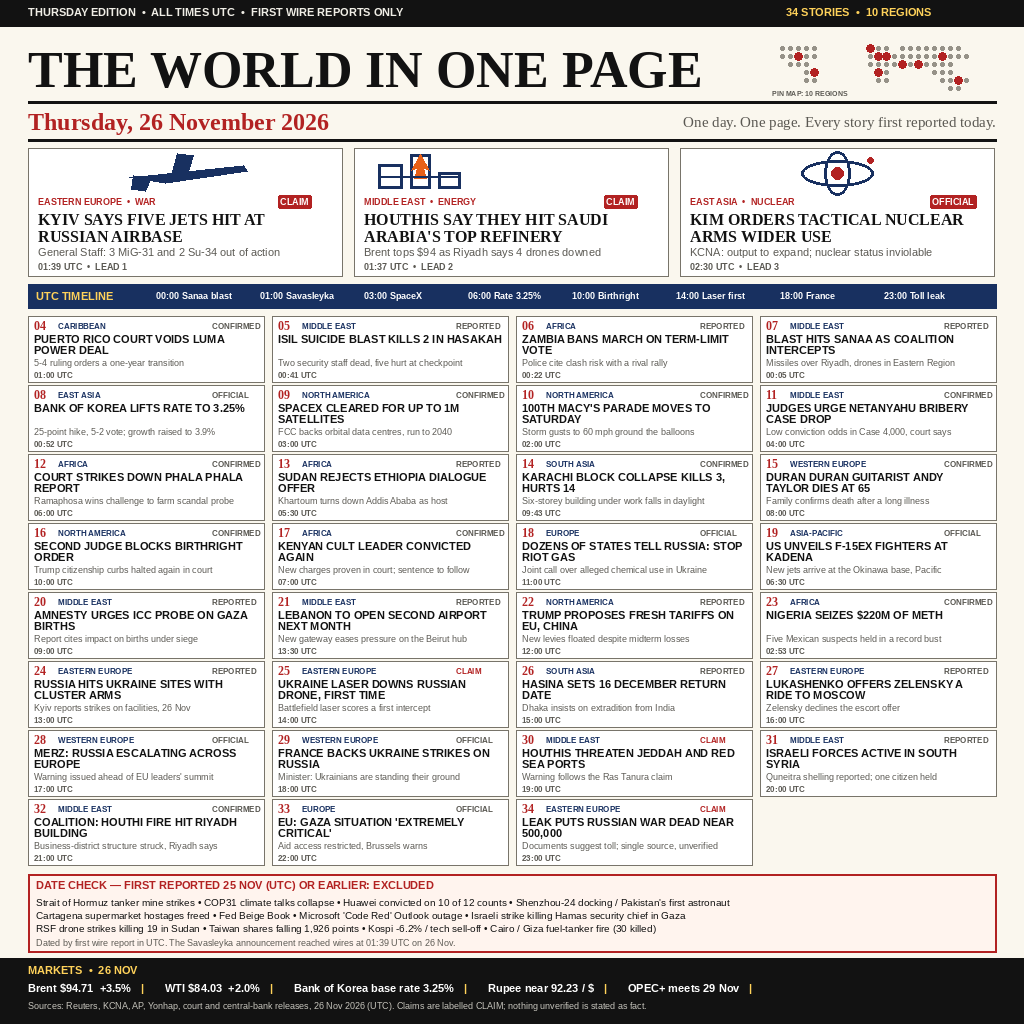 THURSDAY EDITION • ALL TIMES UTC • FIRST WIRE REPORTS ONLY
34 STORIES • 10 REGIONS
THE WORLD IN ONE PAGE
PIN MAP: 10 REGIONS
Thursday, 26 November 2026
One day. One page. Every story first reported today.
EASTERN EUROPE • WAR
CLAIM
KYIV SAYS FIVE JETS HIT AT
RUSSIAN AIRBASE
General Staff: 3 MiG-31 and 2 Su-34 out of action
01:39 UTC • LEAD 1
MIDDLE EAST • ENERGY
CLAIM
HOUTHIS SAY THEY HIT SAUDI
ARABIA'S TOP REFINERY
Brent tops $94 as Riyadh says 4 drones downed
01:37 UTC • LEAD 2
EAST ASIA • NUCLEAR
OFFICIAL
KIM ORDERS TACTICAL NUCLEAR
ARMS WIDER USE
KCNA: output to expand; nuclear status inviolable
02:30 UTC • LEAD 3
UTC TIMELINE
00:00 Sanaa blast
01:00 Savasleyka
03:00 SpaceX
06:00 Rate 3.25%
10:00 Birthright
14:00 Laser first
18:00 France
23:00 Toll leak
04 CARIBBEAN CONFIRMED
PUERTO RICO COURT VOIDS LUMA
POWER DEAL
5-4 ruling orders a one-year transition
01:00 UTC
05 MIDDLE EAST REPORTED
ISIL SUICIDE BLAST KILLS 2 IN HASAKAH
Two security staff dead, five hurt at checkpoint
00:41 UTC
06 AFRICA REPORTED
ZAMBIA BANS MARCH ON TERM-LIMIT
VOTE
Police cite clash risk with a rival rally
00:22 UTC
07 MIDDLE EAST REPORTED
BLAST HITS SANAA AS COALITION
INTERCEPTS
Missiles over Riyadh, drones in Eastern Region
00:05 UTC
08 EAST ASIA OFFICIAL
BANK OF KOREA LIFTS RATE TO 3.25%
25-point hike, 5-2 vote; growth raised to 3.9%
00:52 UTC
09 NORTH AMERICA CONFIRMED
SPACEX CLEARED FOR UP TO 1M
SATELLITES
FCC backs orbital data centres, run to 2040
03:00 UTC
10 NORTH AMERICA CONFIRMED
100TH MACY'S PARADE MOVES TO
SATURDAY
Storm gusts to 60 mph ground the balloons
02:00 UTC
11 MIDDLE EAST CONFIRMED
JUDGES URGE NETANYAHU BRIBERY
CASE DROP
Low conviction odds in Case 4,000, court says
04:00 UTC
12 AFRICA CONFIRMED
COURT STRIKES DOWN PHALA PHALA
REPORT
Ramaphosa wins challenge to farm scandal probe
06:00 UTC
13 AFRICA REPORTED
SUDAN REJECTS ETHIOPIA DIALOGUE
OFFER
Khartoum turns down Addis Ababa as host
05:30 UTC
14 SOUTH ASIA CONFIRMED
KARACHI BLOCK COLLAPSE KILLS 3,
HURTS 14
Six-storey building under work falls in daylight
09:43 UTC
15 WESTERN EUROPE CONFIRMED
DURAN DURAN GUITARIST ANDY
TAYLOR DIES AT 65
Family confirms death after a long illness
08:00 UTC
16 NORTH AMERICA CONFIRMED
SECOND JUDGE BLOCKS BIRTHRIGHT
ORDER
Trump citizenship curbs halted again in court
10:00 UTC
17 AFRICA CONFIRMED
KENYAN CULT LEADER CONVICTED
AGAIN
New charges proven in court; sentence to follow
07:00 UTC
18 EUROPE OFFICIAL
DOZENS OF STATES TELL RUSSIA: STOP
RIOT GAS
Joint call over alleged chemical use in Ukraine
11:00 UTC
19 ASIA-PACIFIC OFFICIAL
US UNVEILS F-15EX FIGHTERS AT
KADENA
New jets arrive at the Okinawa base, Pacific
06:30 UTC
20 MIDDLE EAST REPORTED
AMNESTY URGES ICC PROBE ON GAZA
BIRTHS
Report cites impact on births under siege
09:00 UTC
21 MIDDLE EAST REPORTED
LEBANON TO OPEN SECOND AIRPORT
NEXT MONTH
New gateway eases pressure on the Beirut hub
13:30 UTC
22 NORTH AMERICA REPORTED
TRUMP PROPOSES FRESH TARIFFS ON
EU, CHINA
New levies floated despite midterm losses
12:00 UTC
23 AFRICA CONFIRMED
NIGERIA SEIZES $220M OF METH
Five Mexican suspects held in a record bust
02:53 UTC
24 EASTERN EUROPE REPORTED
RUSSIA HITS UKRAINE SITES WITH
CLUSTER ARMS
Kyiv reports strikes on facilities, 26 Nov
13:00 UTC
25 EASTERN EUROPE CLAIM
UKRAINE LASER DOWNS RUSSIAN
DRONE, FIRST TIME
Battlefield laser scores a first intercept
14:00 UTC
26 SOUTH ASIA REPORTED
HASINA SETS 16 DECEMBER RETURN
DATE
Dhaka insists on extradition from India
15:00 UTC
27 EASTERN EUROPE REPORTED
LUKASHENKO OFFERS ZELENSKY A
RIDE TO MOSCOW
Zelensky declines the escort offer
16:00 UTC
28 WESTERN EUROPE OFFICIAL
MERZ: RUSSIA ESCALATING ACROSS
EUROPE
Warning issued ahead of EU leaders' summit
17:00 UTC
29 WESTERN EUROPE OFFICIAL
FRANCE BACKS UKRAINE STRIKES ON
RUSSIA
Minister: Ukrainians are standing their ground
18:00 UTC
30 MIDDLE EAST CLAIM
HOUTHIS THREATEN JEDDAH AND RED
SEA PORTS
Warning follows the Ras Tanura claim
19:00 UTC
31 MIDDLE EAST REPORTED
ISRAELI FORCES ACTIVE IN SOUTH
SYRIA
Quneitra shelling reported; one citizen held
20:00 UTC
32 MIDDLE EAST CONFIRMED
COALITION: HOUTHI FIRE HIT RIYADH
BUILDING
Business-district structure struck, Riyadh says
21:00 UTC
33 EUROPE OFFICIAL
EU: GAZA SITUATION 'EXTREMELY
CRITICAL'
Aid access restricted, Brussels warns
22:00 UTC
34 EASTERN EUROPE CLAIM
LEAK PUTS RUSSIAN WAR DEAD NEAR
500,000
Documents suggest toll; single source, unverified
23:00 UTC
DATE CHECK — FIRST REPORTED 25 NOV (UTC) OR EARLIER: EXCLUDED
Strait of Hormuz tanker mine strikes • COP31 climate talks collapse • Huawei convicted on 10 of 12 counts • Shenzhou-24 docking / Pakistan's first astronaut
Cartagena supermarket hostages freed • Fed Beige Book • Microsoft 'Code Red' Outlook outage • Israeli strike killing Hamas security chief in Gaza
RSF drone strikes killing 19 in Sudan • Taiwan shares falling 1,926 points • Kospi -6.2% / tech sell-off • Cairo / Giza fuel-tanker fire (30 killed)
Dated by first wire report in UTC. The Savasleyka announcement reached wires at 01:39 UTC on 26 Nov.
MARKETS • 26 NOV
Brent $94.71 +3.5% | WTI $84.03 +2.0% | Bank of Korea base rate 3.25% | Rupee near 92.23 / $ | OPEC+ meets 29 Nov |
Sources: Reuters, KCNA, AP, Yonhap, court and central-bank releases, 26 Nov 2026 (UTC). Claims are labelled CLAIM; nothing unverified is stated as fact.